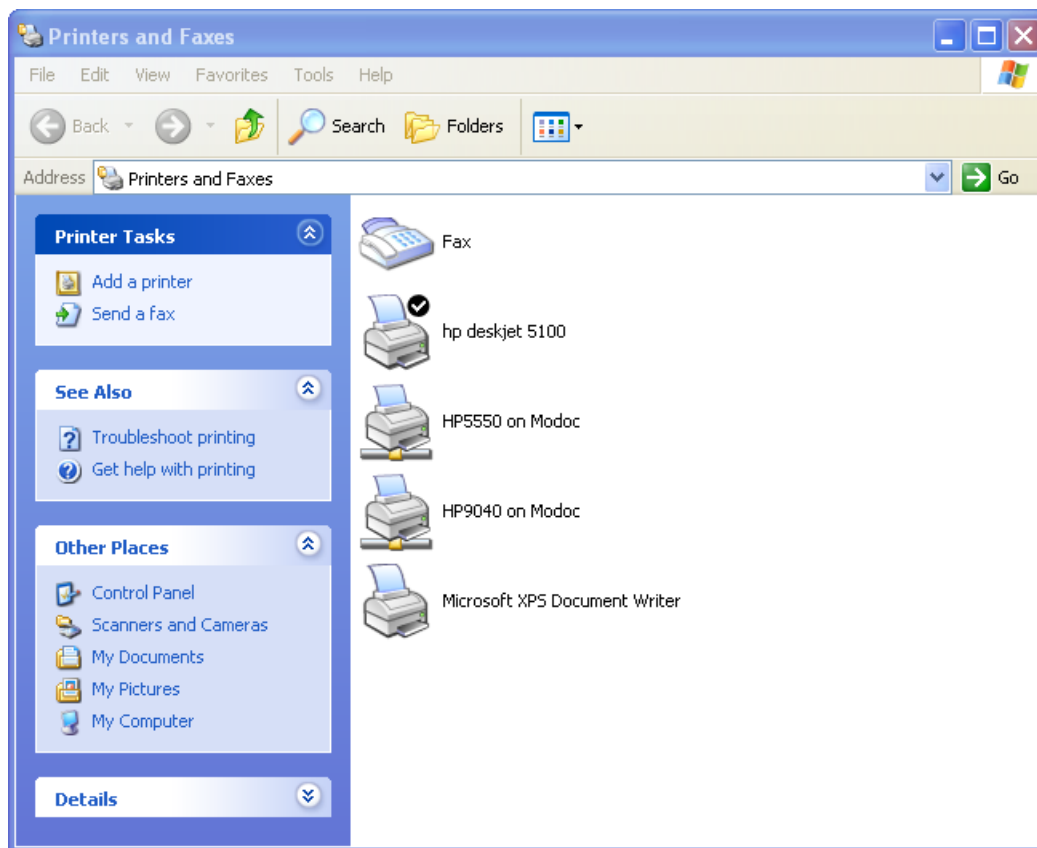 Printers and Faxes
File Edit View Favorites Tools Help
Back Search Folders
Address Printers and Faxes Go
Printer Tasks
Add a printer
Send a fax
See Also
Troubleshoot printing
Get help with printing
Other Places
Control Panel
Scanners and Cameras
My Documents
My Pictures
My Computer
Details
Fax
hp deskjet 5100
HP5550 on Modoc
HP9040 on Modoc
Microsoft XPS Document Writer